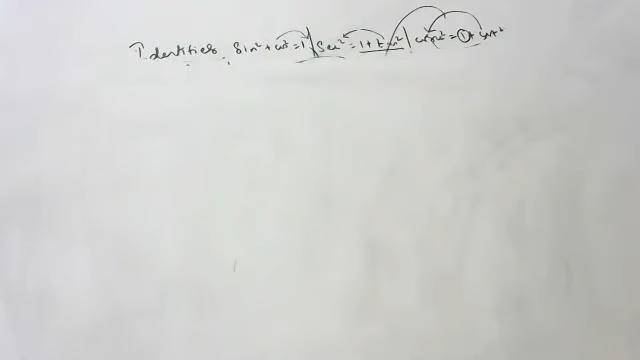 Identities : Sin² + cos² = 1 | Sec² = 1 + tan² | cosec² = 1 + cot²